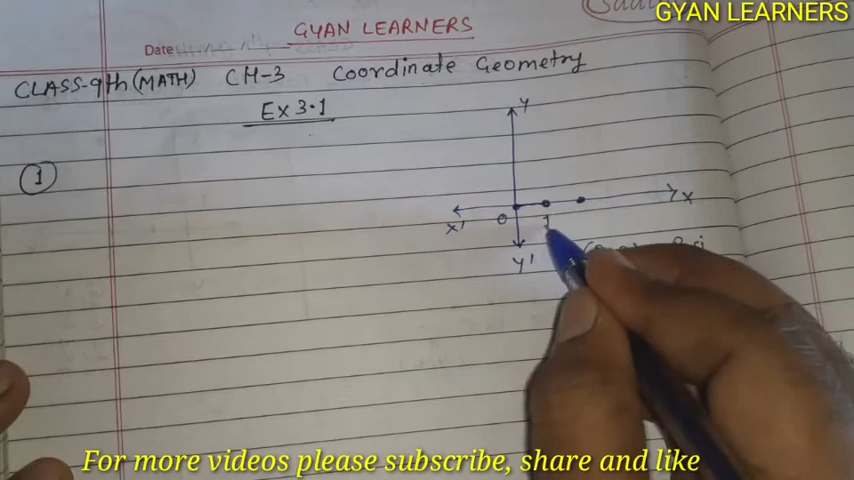 GYAN LEARNERS
GYAN LEARNERS
Date
CLASS-9th (MATH) CH-3 Coordinate Geometry
Ex 3.1
1
Y
X
X'
O
1
Y'
For more videos please subscribe, share and like